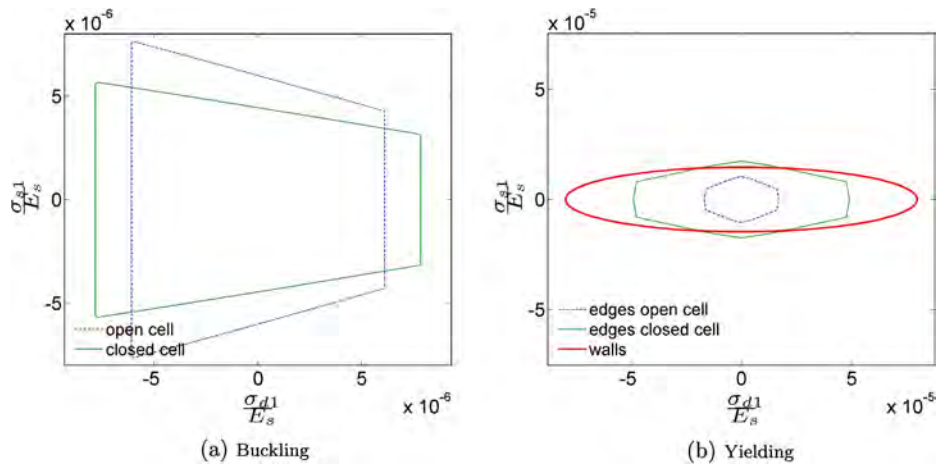 x 10⁻⁶
5
0
-5
σs1
Es
open cell
closed cell
-5
0
5
σd1
Es
x 10⁻⁶
(a) Buckling
x 10⁻⁵
5
0
-5
σs1
Es
edges open cell
edges closed cell
walls
-5
0
5
σd1
Es
x 10⁻⁵
(b) Yielding